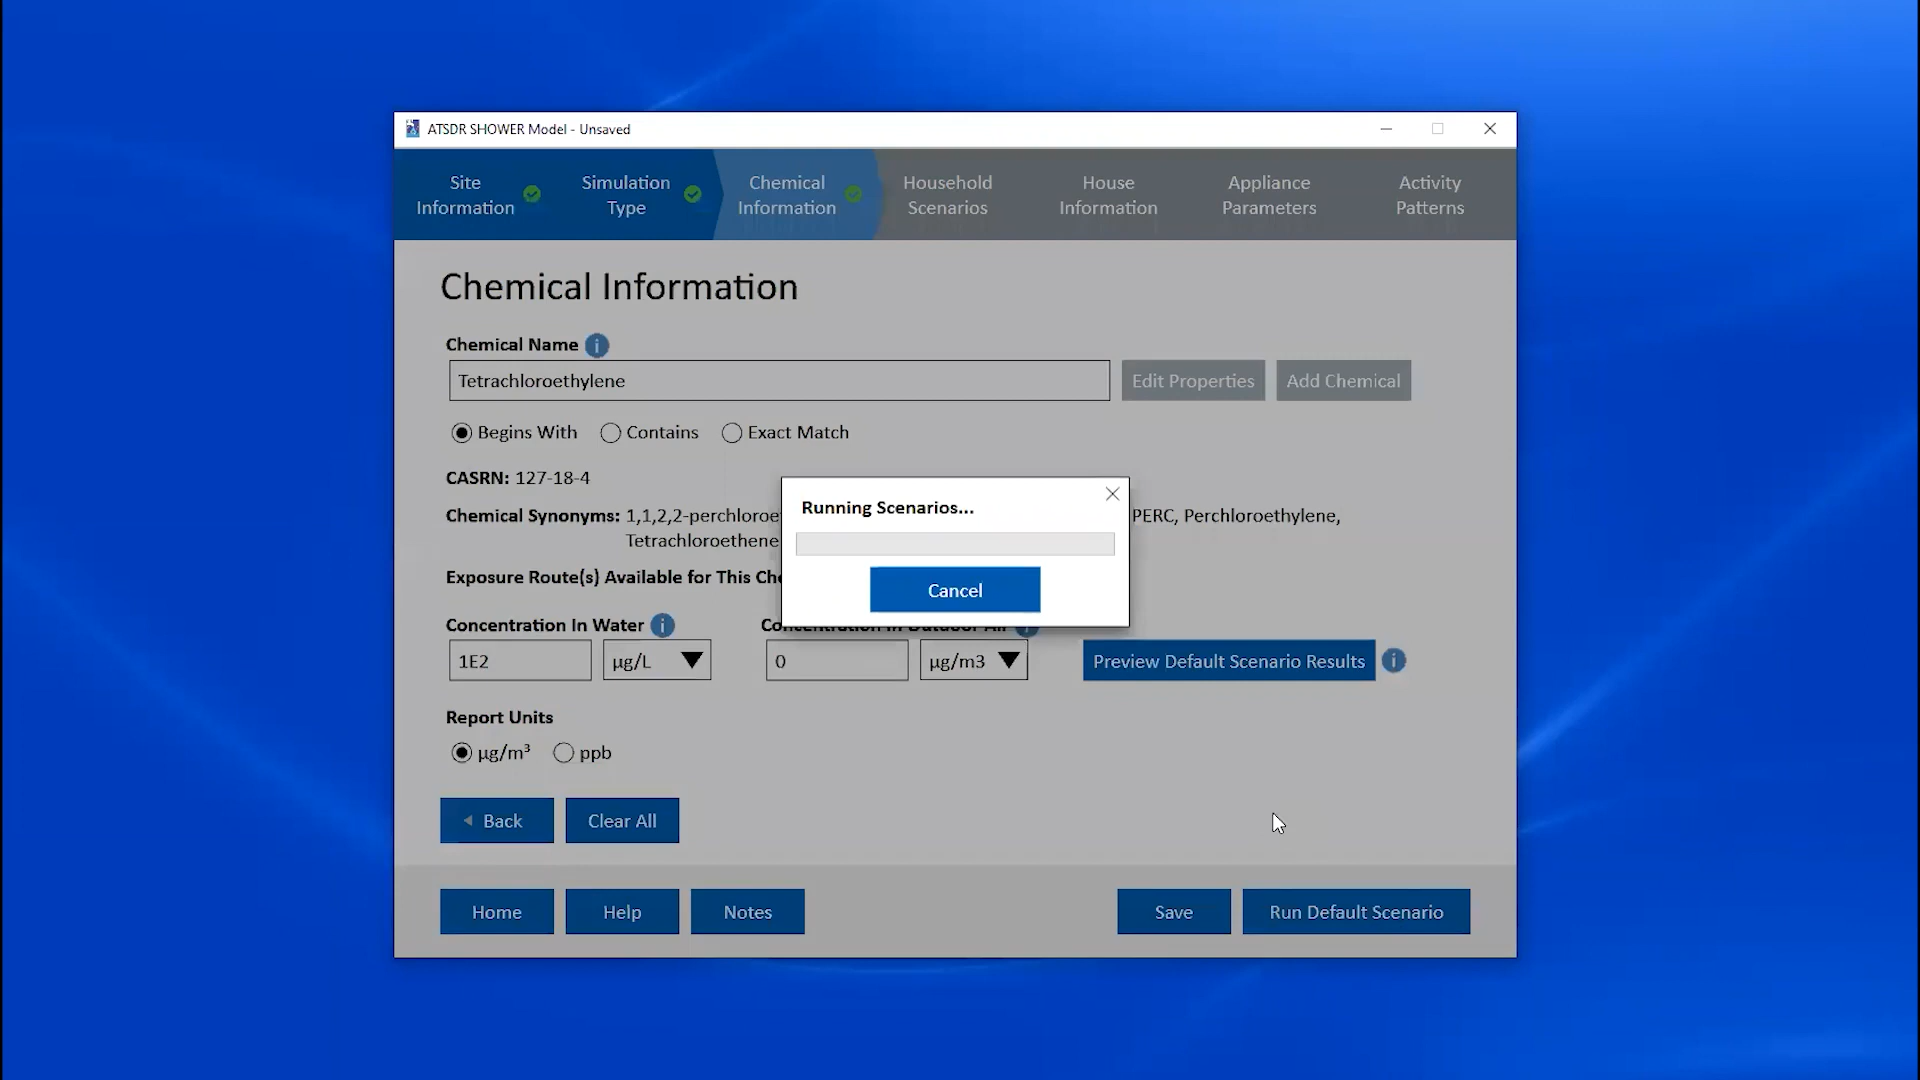 ATSDR SHOWER Model - Unsaved
Site Information
Simulation Type
Chemical Information
Household Scenarios
House Information
Appliance Parameters
Activity Patterns
Chemical Information
Chemical Name
Tetrachloroethylene
Edit Properties
Add Chemical
Begins With
Contains
Exact Match
CASRN: 127-18-4
Chemical Synonyms: 1,1,2,2-perchloroe PERC, Perchloroethylene,
Tetrachloroethene
Exposure Route(s) Available for This Che
Running Scenarios...
Cancel
Concentration In Water
1E2
µg/L
0
µg/m3
Preview Default Scenario Results
Report Units
µg/m³
ppb
Back
Clear All
Home
Help
Notes
Save
Run Default Scenario